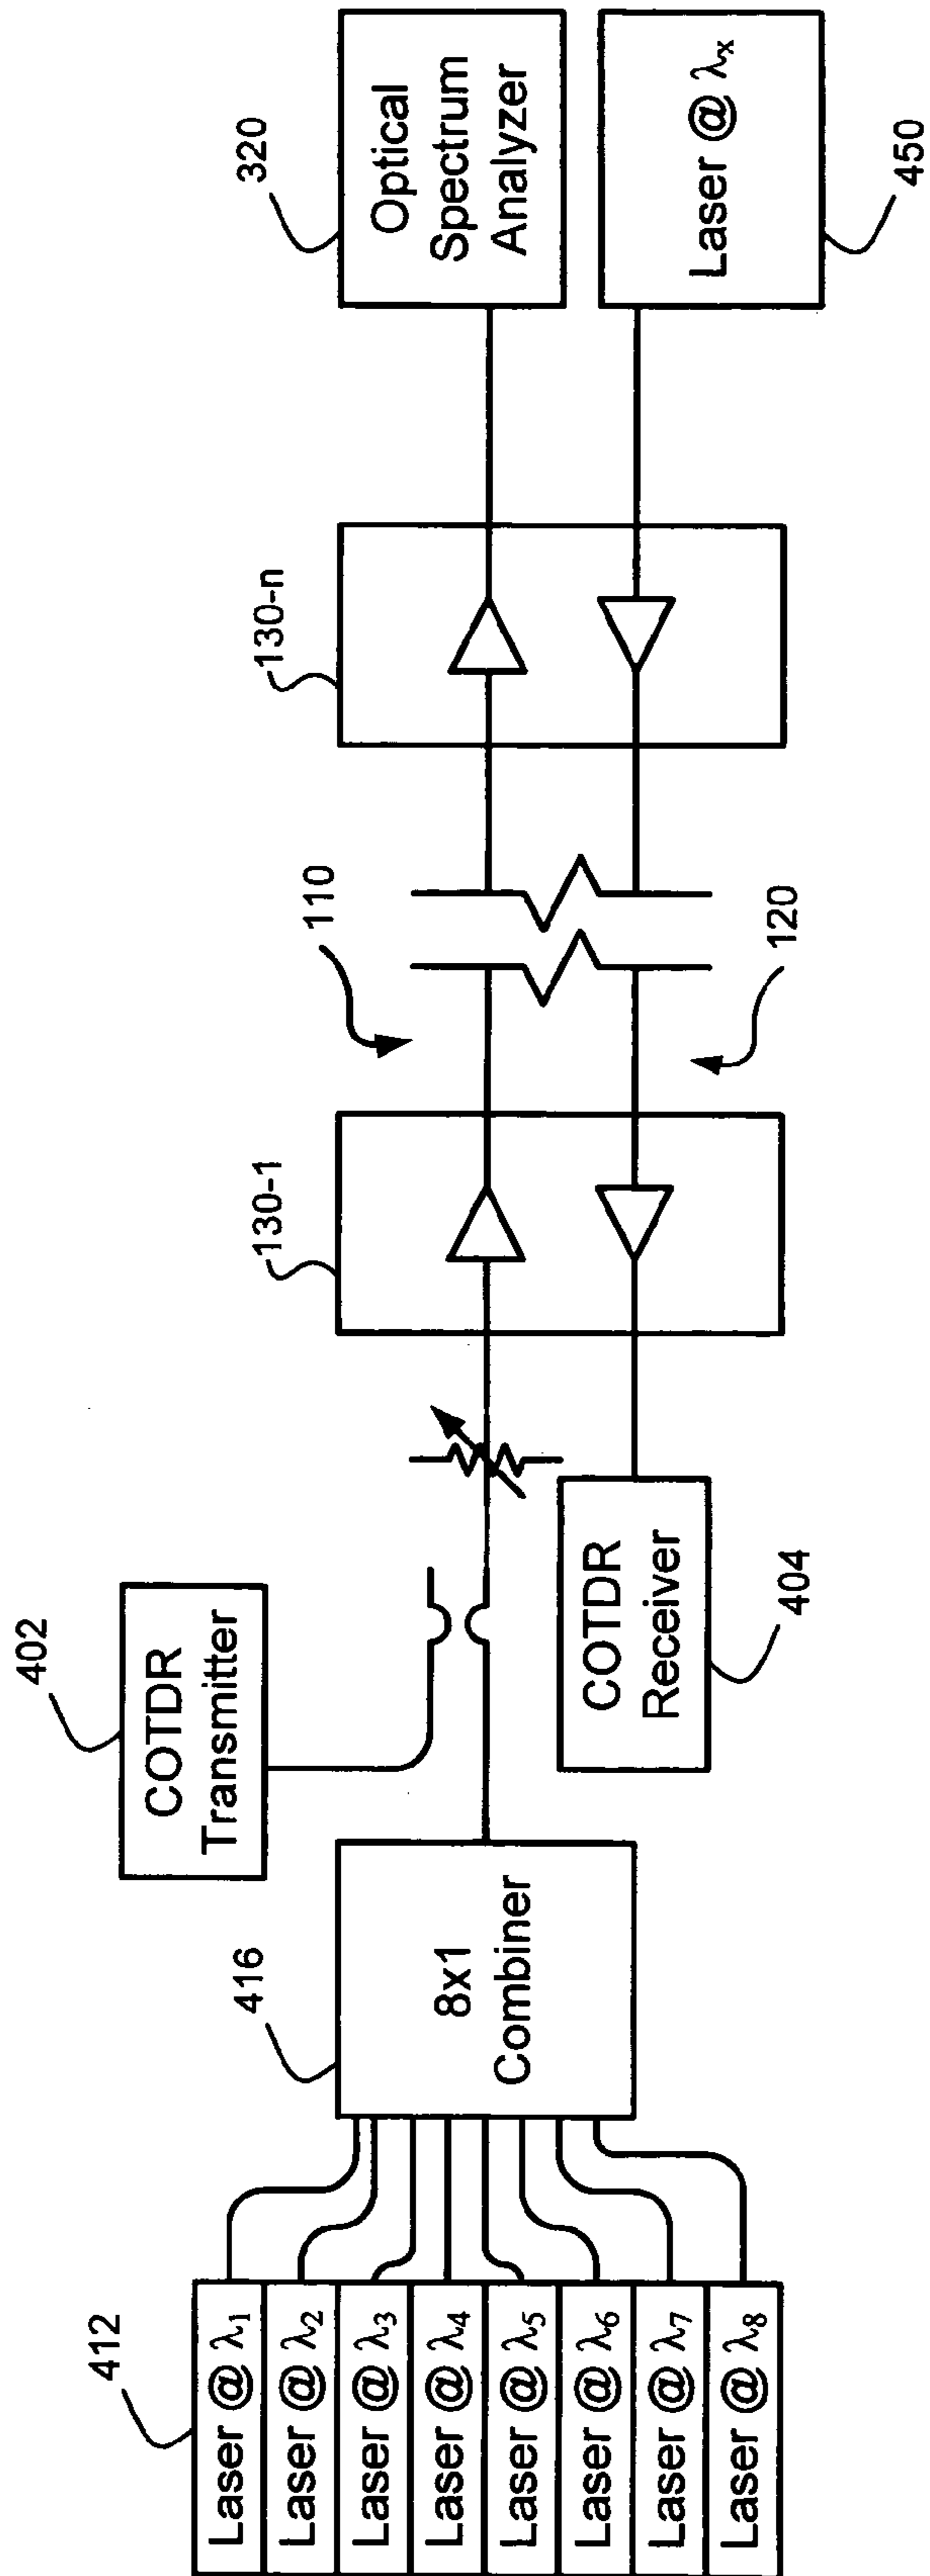 412
Laser @ λ1
Laser @ λ2
Laser @ λ3
Laser @ λ4
Laser @ λ5
Laser @ λ6
Laser @ λ7
Laser @ λ8
416
8x1
Combiner
402
COTDR
Transmitter
COTDR
Receiver
404
130-1
110
120
130-n
320
Optical
Spectrum
Analyzer
Laser @ λx
450